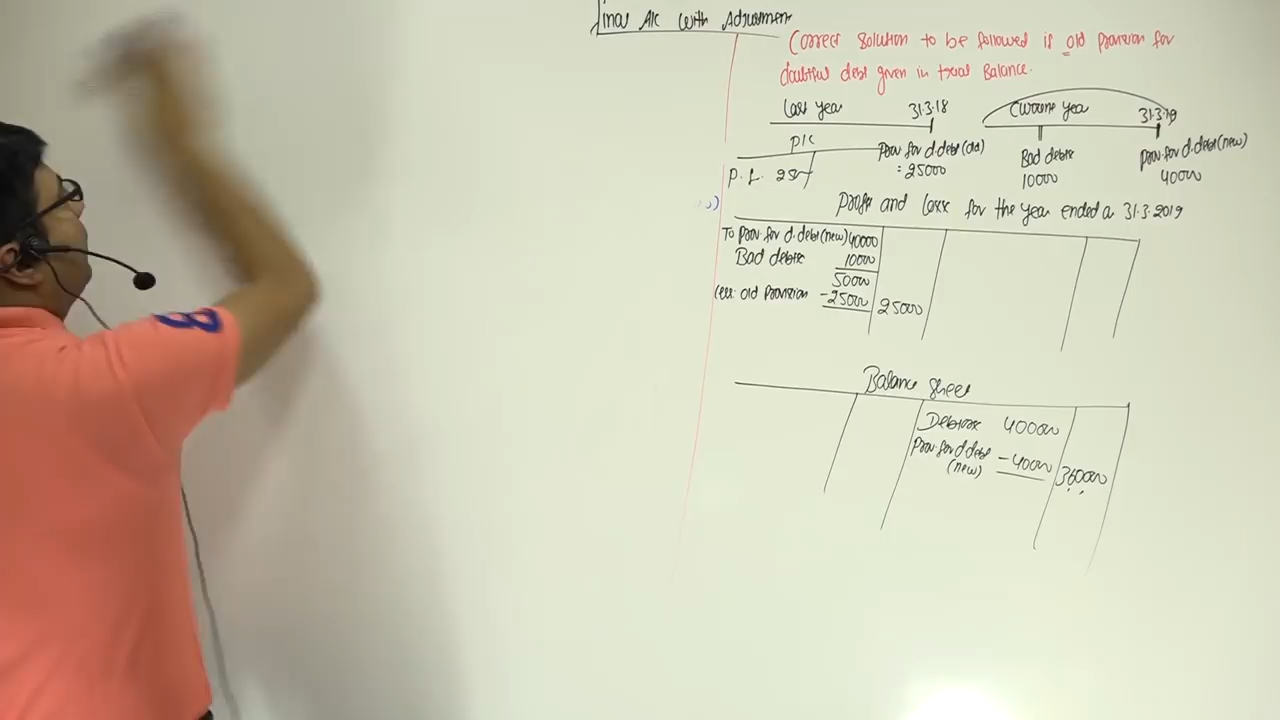 Final A/c with Adjustment
Correct solution to be followed is old provision for
doubtful debt given in trial Balance.
Last year 31.3.18
Current year 31.3.19
P/L
P.f. 25
Prov. for d. debt (old)
= 25000
Bad debts
10000
Prov. for d. debt (new)
40000
Profit and Loss for the year ended a 31.3.2019
To Prov. for d. debt (new) 40000
Bad debts 10000
50000
Less: old Provision - 25000 25000
Balance sheet
Debtors 400000
Prov. for d debt - 40000
(new) 360000